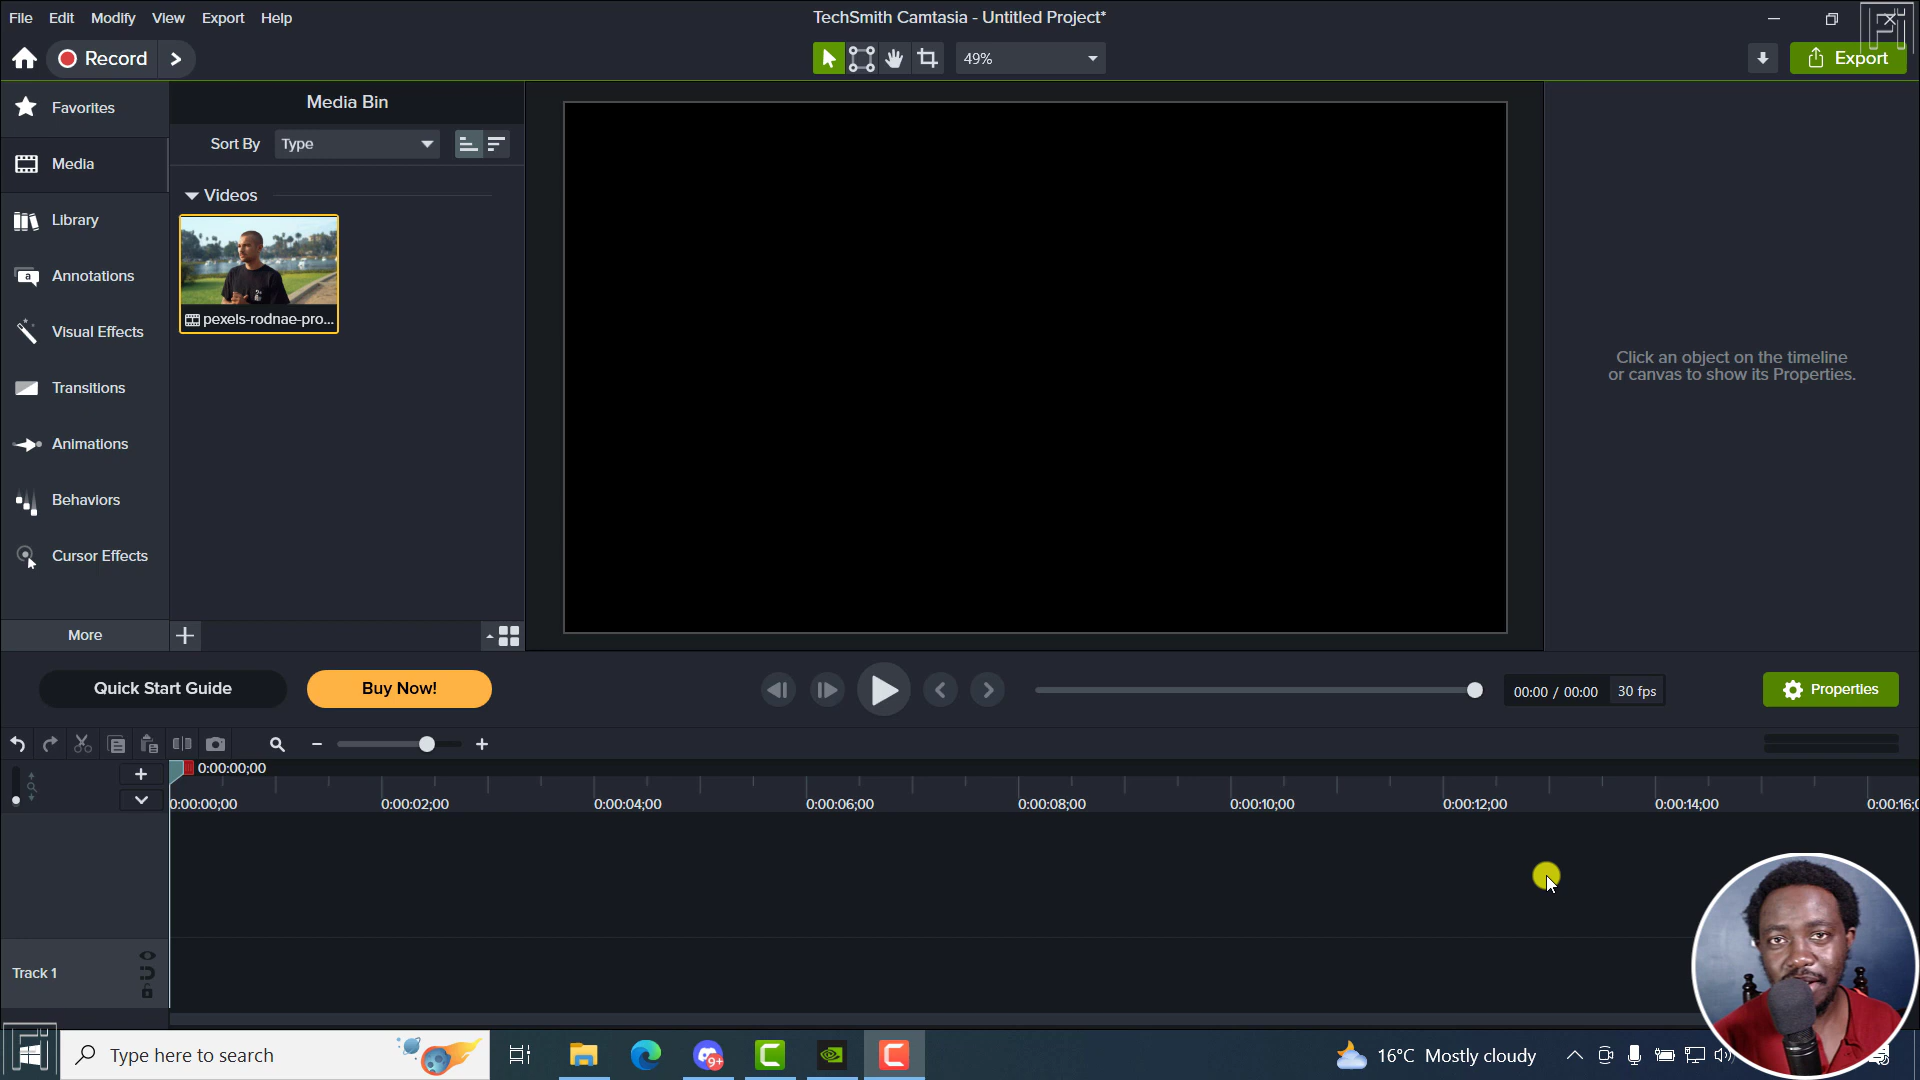 File Edit Modify View Export Help
TechSmith Camtasia - Untitled Project*
Record
49%
Export
Favorites
Media
Library
Annotations
Visual Effects
Transitions
Animations
Behaviors
Cursor Effects
More
Media Bin
Sort By Type
Videos
pexels-rodnae-pro...
Click an object on the timeline
or canvas to show its Properties.
Quick Start Guide
Buy Now!
00:00 / 00:00 30 fps
Properties
0:00:00;00
0:00:00;00 0:00:02;00 0:00:04;00 0:00:06;00 0:00:08;00 0:00:10;00 0:00:12;00 0:00:14;00 0:00:16;0
Track 1
Type here to search
9+
16°C Mostly cloudy